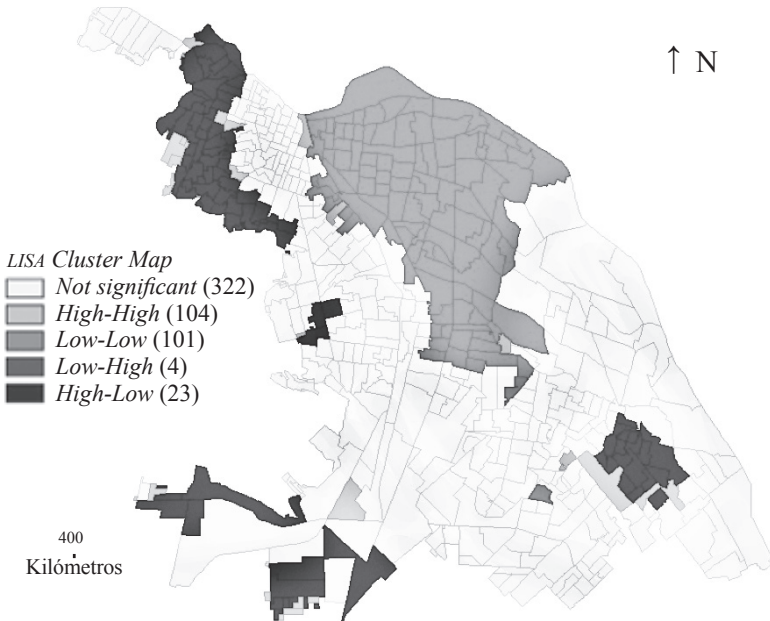 ↑ N
LISA Cluster Map
Not significant (322)
High-High (104)
Low-Low (101)
Low-High (4)
High-Low (23)
400
Kilómetros